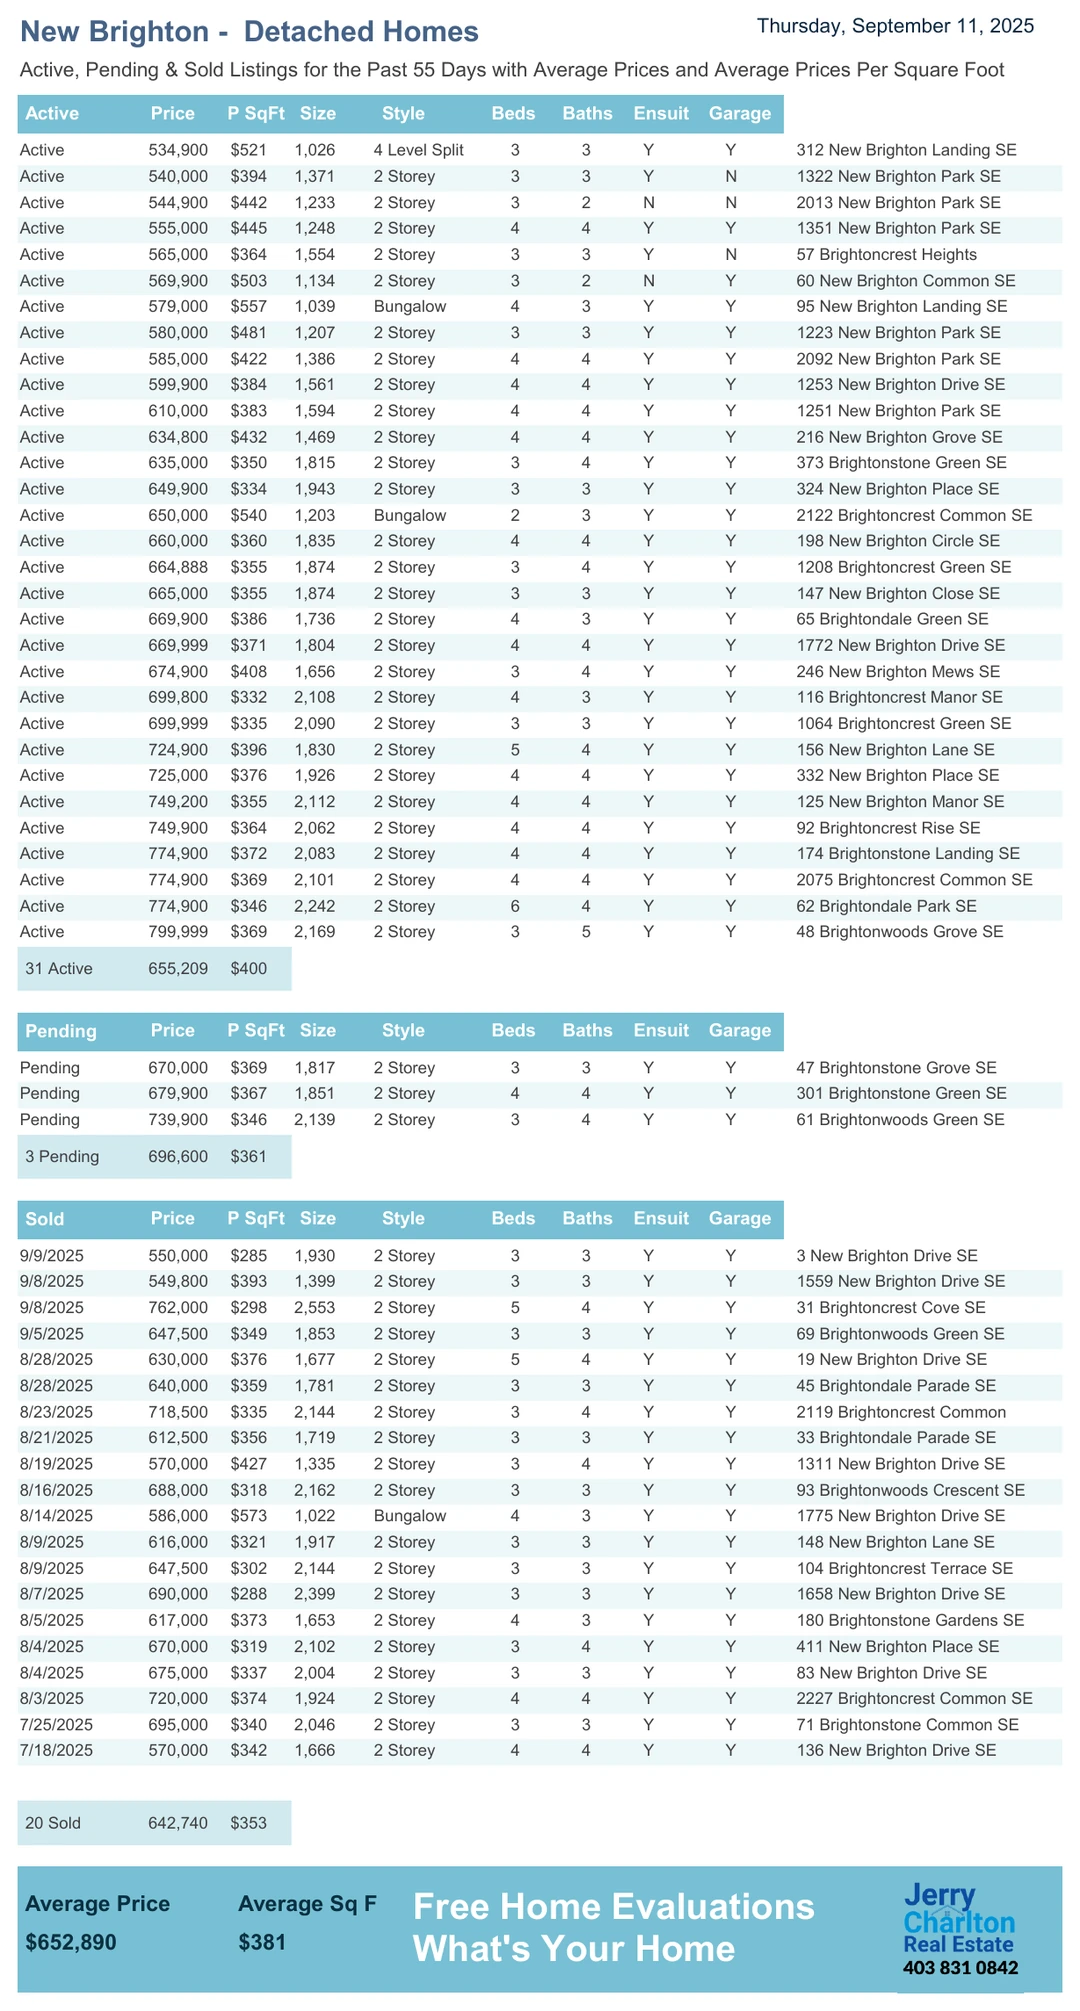 New Brighton - Detached Homes Thursday, September 11, 2025
Active, Pending & Sold Listings for the Past 55 Days with Average Prices and Average Prices Per Square Foot
Active Price P SqFt Size Style Beds Baths Ensuit Garage
Active 534,900 $521 1,026 4 Level Split 3 3 Y Y 312 New Brighton Landing SE
Active 540,000 $394 1,371 2 Storey 3 3 Y N 1322 New Brighton Park SE
Active 544,900 $442 1,233 2 Storey 3 2 N N 2013 New Brighton Park SE
Active 555,000 $445 1,248 2 Storey 4 4 Y Y 1351 New Brighton Park SE
Active 565,000 $364 1,554 2 Storey 3 3 Y N 57 Brightoncrest Heights
Active 569,900 $503 1,134 2 Storey 3 2 N Y 60 New Brighton Common SE
Active 579,000 $557 1,039 Bungalow 4 3 Y Y 95 New Brighton Landing SE
Active 580,000 $481 1,207 2 Storey 3 3 Y Y 1223 New Brighton Park SE
Active 585,000 $422 1,386 2 Storey 4 4 Y Y 2092 New Brighton Park SE
Active 599,900 $384 1,561 2 Storey 4 4 Y Y 1253 New Brighton Drive SE
Active 610,000 $383 1,594 2 Storey 4 4 Y Y 1251 New Brighton Park SE
Active 634,800 $432 1,469 2 Storey 4 4 Y Y 216 New Brighton Grove SE
Active 635,000 $350 1,815 2 Storey 3 4 Y Y 373 Brightonstone Green SE
Active 649,900 $334 1,943 2 Storey 3 3 Y Y 324 New Brighton Place SE
Active 650,000 $540 1,203 Bungalow 2 3 Y Y 2122 Brightoncrest Common SE
Active 660,000 $360 1,835 2 Storey 4 4 Y Y 198 New Brighton Circle SE
Active 664,888 $355 1,874 2 Storey 3 4 Y Y 1208 Brightoncrest Green SE
Active 665,000 $355 1,874 2 Storey 3 3 Y Y 147 New Brighton Close SE
Active 669,900 $386 1,736 2 Storey 4 3 Y Y 65 Brightondale Green SE
Active 669,999 $371 1,804 2 Storey 4 4 Y Y 1772 New Brighton Drive SE
Active 674,900 $408 1,656 2 Storey 3 4 Y Y 246 New Brighton Mews SE
Active 699,800 $332 2,108 2 Storey 4 3 Y Y 116 Brightoncrest Manor SE
Active 699,999 $335 2,090 2 Storey 3 3 Y Y 1064 Brightoncrest Green SE
Active 724,900 $396 1,830 2 Storey 5 4 Y Y 156 New Brighton Lane SE
Active 725,000 $376 1,926 2 Storey 4 4 Y Y 332 New Brighton Place SE
Active 749,200 $355 2,112 2 Storey 4 4 Y Y 125 New Brighton Manor SE
Active 749,900 $364 2,062 2 Storey 4 4 Y Y 92 Brightoncrest Rise SE
Active 774,900 $372 2,083 2 Storey 4 4 Y Y 174 Brightonstone Landing SE
Active 774,900 $369 2,101 2 Storey 4 4 Y Y 2075 Brightoncrest Common SE
Active 774,900 $346 2,242 2 Storey 6 4 Y Y 62 Brightondale Park SE
Active 799,999 $369 2,169 2 Storey 3 5 Y Y 48 Brightonwoods Grove SE
31 Active 655,209 $400
Pending Price P SqFt Size Style Beds Baths Ensuit Garage
Pending 670,000 $369 1,817 2 Storey 3 3 Y Y 47 Brightonstone Grove SE
Pending 679,900 $367 1,851 2 Storey 4 4 Y Y 301 Brightonstone Green SE
Pending 739,900 $346 2,139 2 Storey 3 4 Y Y 61 Brightonwoods Green SE
3 Pending 696,600 $361
Sold Price P SqFt Size Style Beds Baths Ensuit Garage
9/9/2025 550,000 $285 1,930 2 Storey 3 3 Y Y 3 New Brighton Drive SE
9/8/2025 549,800 $393 1,399 2 Storey 3 3 Y Y 1559 New Brighton Drive SE
9/8/2025 762,000 $298 2,553 2 Storey 5 4 Y Y 31 Brightoncrest Cove SE
9/5/2025 647,500 $349 1,853 2 Storey 3 3 Y Y 69 Brightonwoods Green SE
8/28/2025 630,000 $376 1,677 2 Storey 5 4 Y Y 19 New Brighton Drive SE
8/28/2025 640,000 $359 1,781 2 Storey 3 3 Y Y 45 Brightondale Parade SE
8/23/2025 718,500 $335 2,144 2 Storey 3 4 Y Y 2119 Brightoncrest Common
8/21/2025 612,500 $356 1,719 2 Storey 3 3 Y Y 33 Brightondale Parade SE
8/19/2025 570,000 $427 1,335 2 Storey 3 4 Y Y 1311 New Brighton Drive SE
8/16/2025 688,000 $318 2,162 2 Storey 3 3 Y Y 93 Brightonwoods Crescent SE
8/14/2025 586,000 $573 1,022 Bungalow 4 3 Y Y 1775 New Brighton Drive SE
8/9/2025 616,000 $321 1,917 2 Storey 3 3 Y Y 148 New Brighton Lane SE
8/9/2025 647,500 $302 2,144 2 Storey 3 3 Y Y 104 Brightoncrest Terrace SE
8/7/2025 690,000 $288 2,399 2 Storey 3 3 Y Y 1658 New Brighton Drive SE
8/5/2025 617,000 $373 1,653 2 Storey 4 3 Y Y 180 Brightonstone Gardens SE
8/4/2025 670,000 $319 2,102 2 Storey 3 4 Y Y 411 New Brighton Place SE
8/4/2025 675,000 $337 2,004 2 Storey 3 3 Y Y 83 New Brighton Drive SE
8/3/2025 720,000 $374 1,924 2 Storey 4 4 Y Y 2227 Brightoncrest Common SE
7/25/2025 695,000 $340 2,046 2 Storey 3 3 Y Y 71 Brightonstone Common SE
7/18/2025 570,000 $342 1,666 2 Storey 4 4 Y Y 136 New Brighton Drive SE
20 Sold 642,740 $353
Average Price Average Sq F
$652,890 $381
Free Home Evaluations
What's Your Home
Jerry
Charlton
Real Estate
403 831 0842